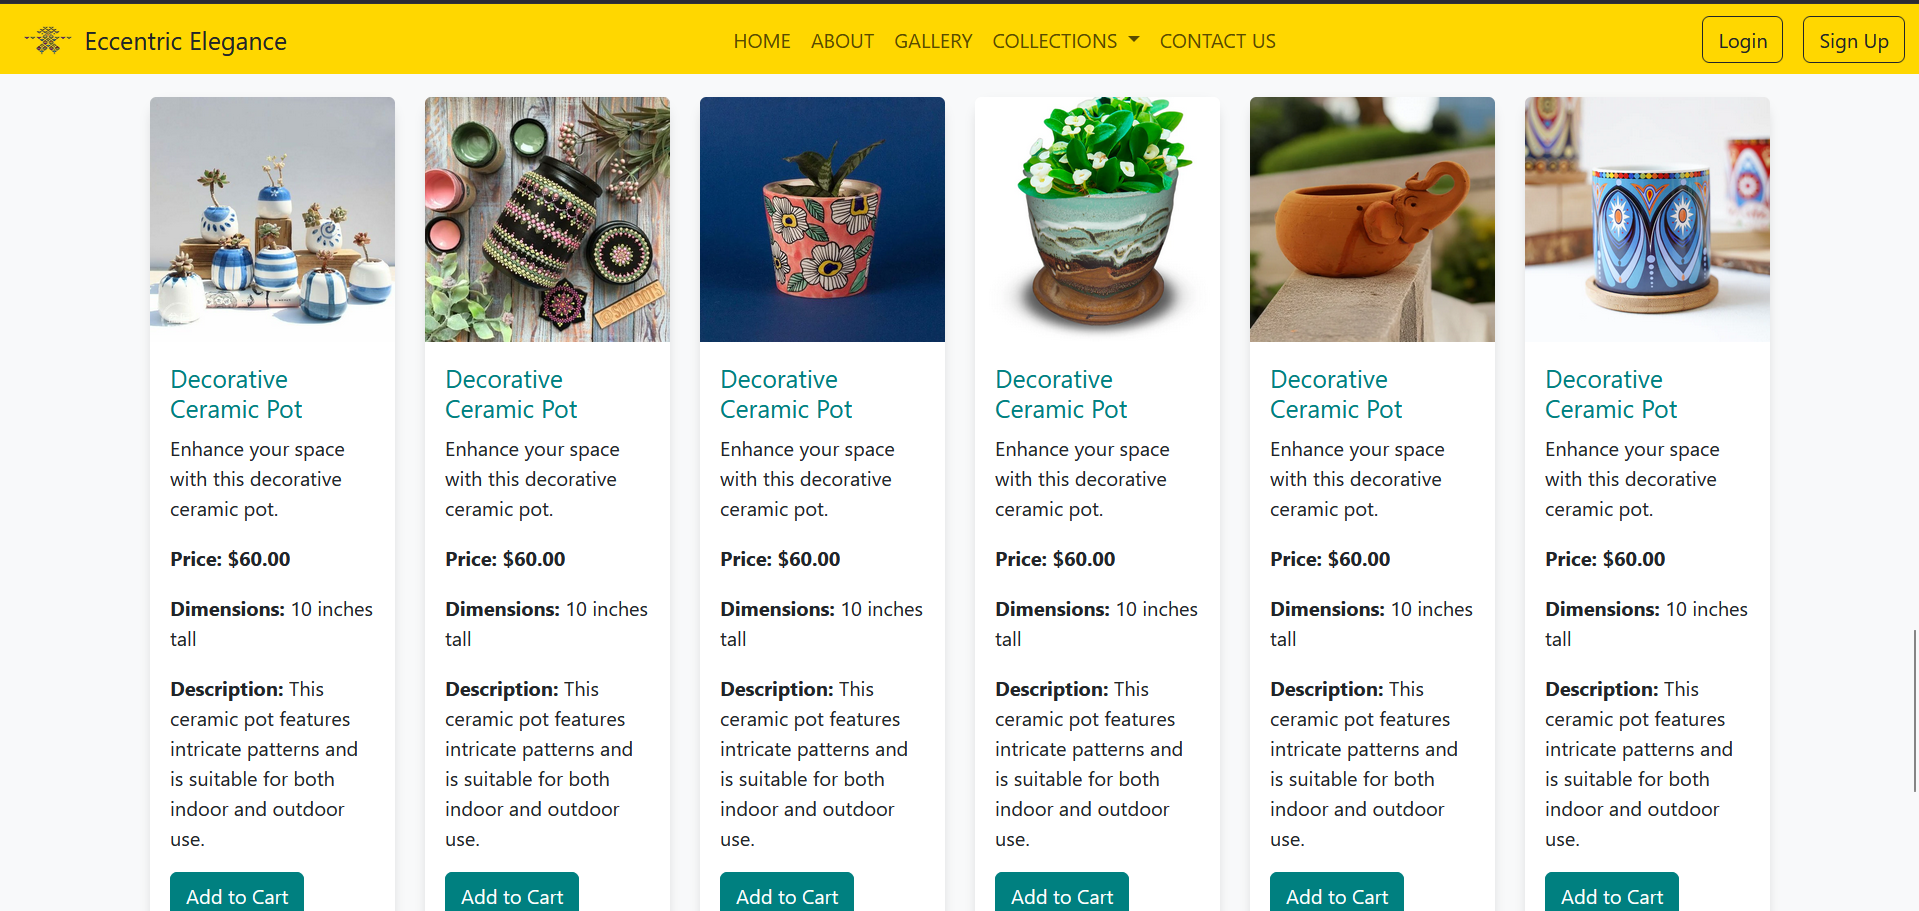 Eccentric Elegance
HOME ABOUT GALLERY COLLECTIONS CONTACT US
Login Sign Up
Decorative
Ceramic Pot
Enhance your space
with this decorative
ceramic pot.
Price: $60.00
Dimensions: 10 inches
tall
Description: This
ceramic pot features
intricate patterns and
is suitable for both
indoor and outdoor
use.
Add to Cart
Decorative
Ceramic Pot
Enhance your space
with this decorative
ceramic pot.
Price: $60.00
Dimensions: 10 inches
tall
Description: This
ceramic pot features
intricate patterns and
is suitable for both
indoor and outdoor
use.
Add to Cart
Decorative
Ceramic Pot
Enhance your space
with this decorative
ceramic pot.
Price: $60.00
Dimensions: 10 inches
tall
Description: This
ceramic pot features
intricate patterns and
is suitable for both
indoor and outdoor
use.
Add to Cart
Decorative
Ceramic Pot
Enhance your space
with this decorative
ceramic pot.
Price: $60.00
Dimensions: 10 inches
tall
Description: This
ceramic pot features
intricate patterns and
is suitable for both
indoor and outdoor
use.
Add to Cart
Decorative
Ceramic Pot
Enhance your space
with this decorative
ceramic pot.
Price: $60.00
Dimensions: 10 inches
tall
Description: This
ceramic pot features
intricate patterns and
is suitable for both
indoor and outdoor
use.
Add to Cart
Decorative
Ceramic Pot
Enhance your space
with this decorative
ceramic pot.
Price: $60.00
Dimensions: 10 inches
tall
Description: This
ceramic pot features
intricate patterns and
is suitable for both
indoor and outdoor
use.
Add to Cart